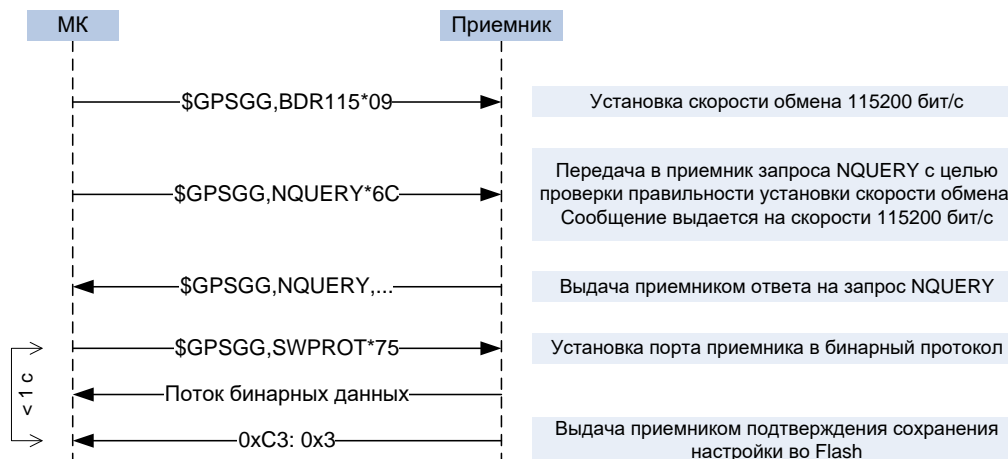 МК
Приемник
$GPSGG,BDR115*09
Установка скорости обмена 115200 бит/с
Передача в приемник запроса NQUERY с целью
проверки правильности установки скорости обмена
Сообщение выдается на скорости 115200 бит/с
$GPSGG,NQUERY*6C
$GPSGG,NQUERY,...
Выдача приемником ответа на запрос NQUERY
$GPSGG,SWPROT*75
Установка порта приемника в бинарный протокол
< 1 с
Поток бинарных данных
0xC3: 0x3
Выдача приемником подтверждения сохранения
настройки во Flash